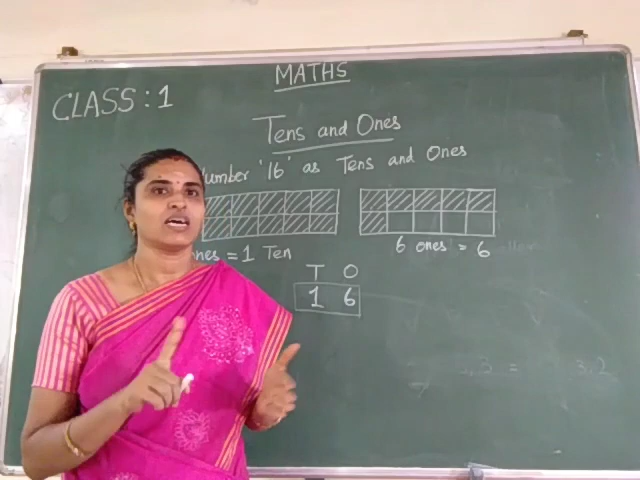 MATHS
CLASS : 1
Tens and Ones
Number '16' as Tens and Ones
nes = 1 Ten
6 ones = 6
T O
1 6